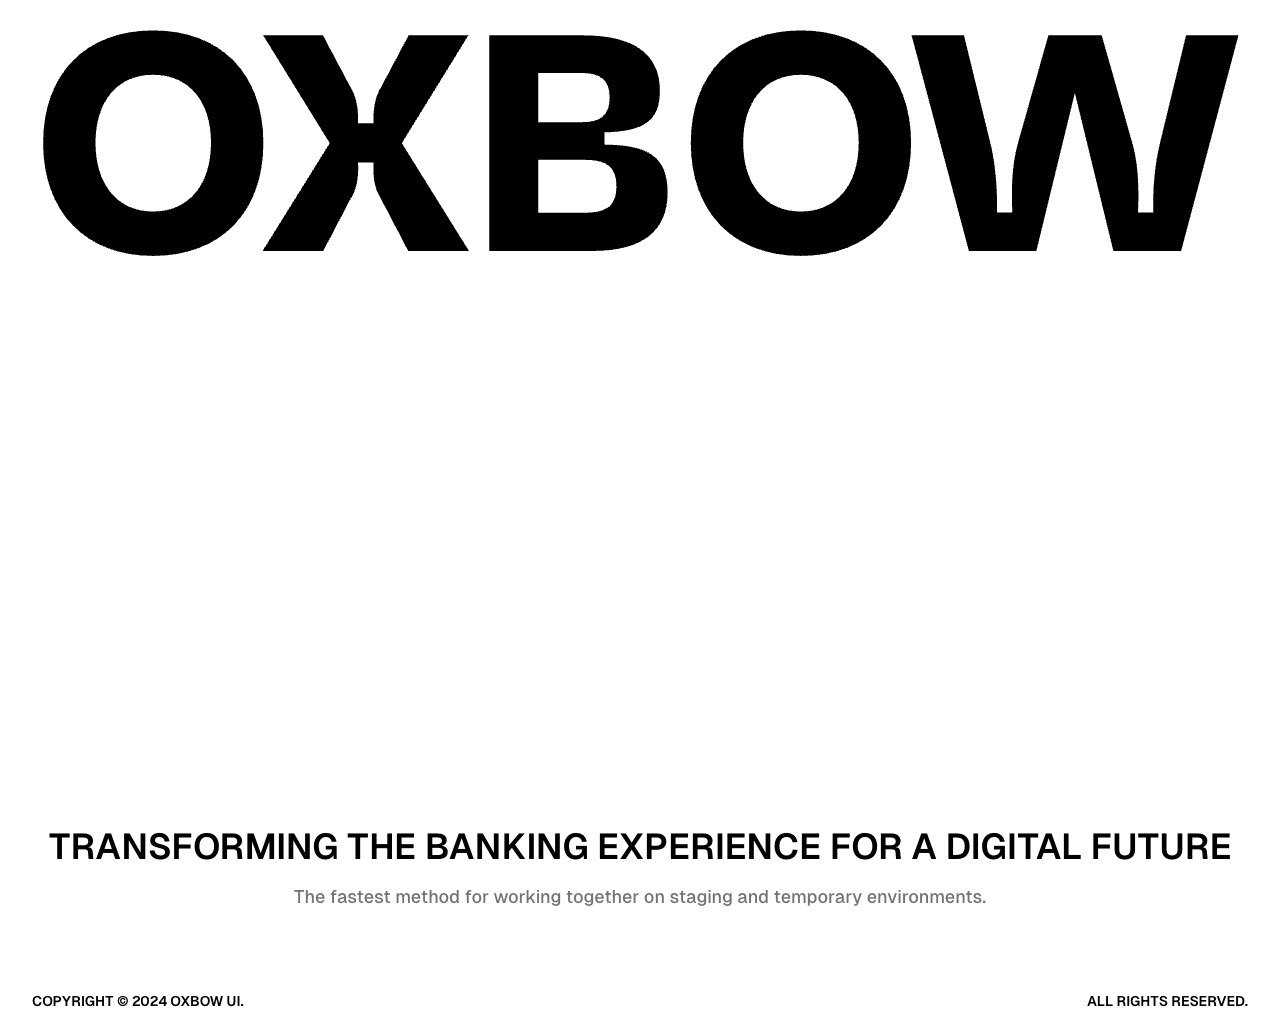 OXBOW
TRANSFORMING THE BANKING EXPERIENCE FOR A DIGITAL FUTURE
The fastest method for working together on staging and temporary environments.
COPYRIGHT © 2024 OXBOW UI.
ALL RIGHTS RESERVED.